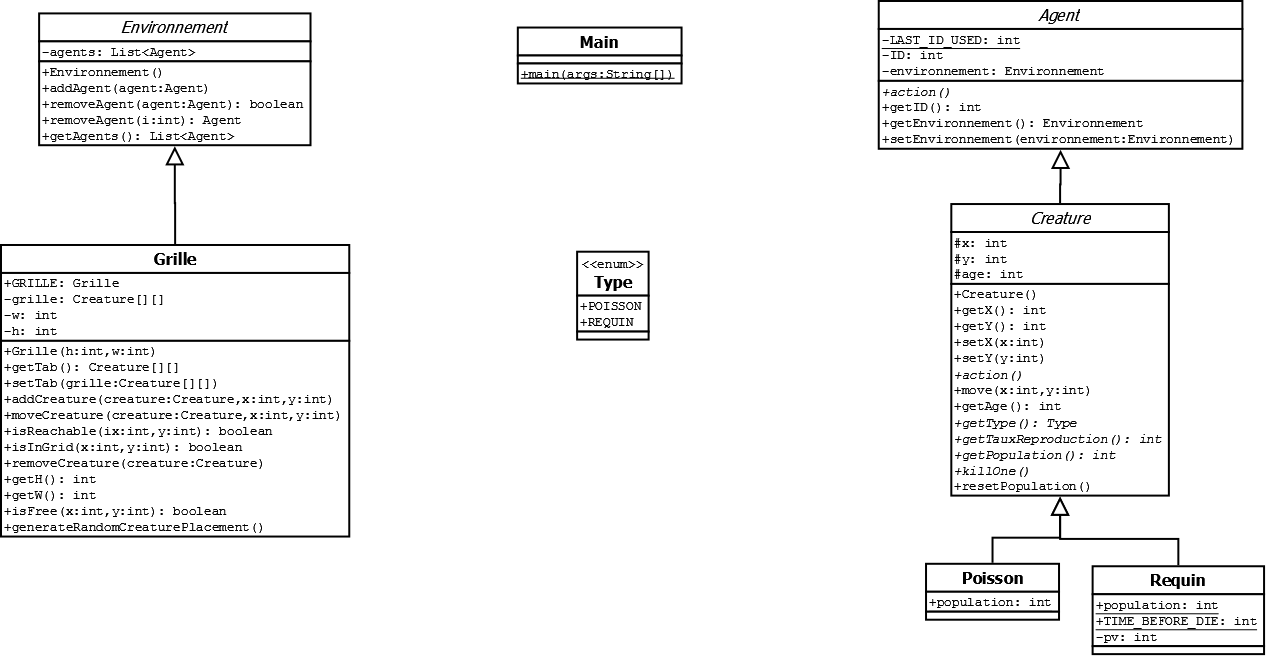 Environnement
-agents: List<Agent>
+Environnement()
+addAgent(agent:Agent)
+removeAgent(agent:Agent): boolean
+removeAgent(i:int): Agent
+getAgents(): List<Agent>
Main
+main(args:String[])
Agent
-LAST_ID_USED: int
-ID: int
-environnement: Environnement
+action()
+getID(): int
+getEnvironnement(): Environnement
+setEnvironnement(environnement:Environnement)
Grille
+GRILLE: Grille
-grille: Creature[][]
-w: int
-h: int
+Grille(h:int,w:int)
+getTab(): Creature[][]
+setTab(grille:Creature[][])
+addCreature(creature:Creature,x:int,y:int)
+moveCreature(creature:Creature,x:int,y:int)
+isReachable(ix:int,y:int): boolean
+isInGrid(x:int,y:int): boolean
+removeCreature(creature:Creature)
+getH(): int
+getW(): int
+isFree(x:int,y:int): boolean
+generateRandomCreaturePlacement()
<<enum>>
Type
+POISSON
+REQUIN
Creature
#x: int
#y: int
#age: int
+Creature()
+getX(): int
+getY(): int
+setX(x:int)
+setY(y:int)
+action()
+move(x:int,y:int)
+getAge(): int
+getType(): Type
+getTauxReproduction(): int
+getPopulation(): int
+killOne()
+resetPopulation()
Poisson
+population: int
Requin
+population: int
+TIME_BEFORE_DIE: int
-pv: int